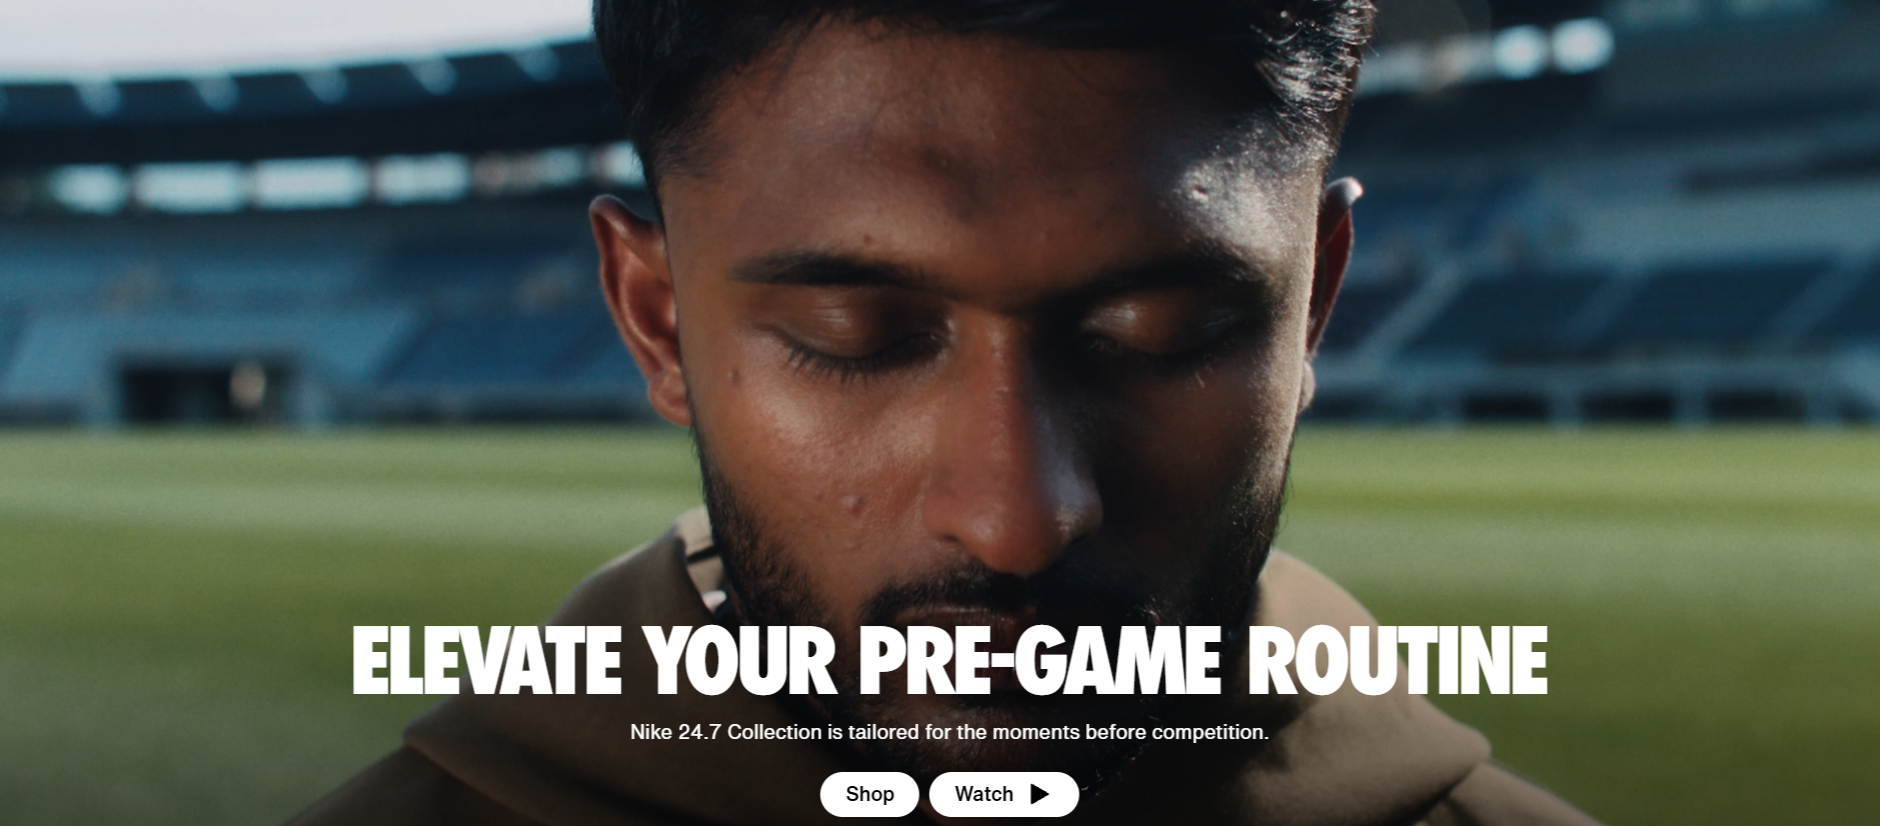 ELEVATE YOUR PRE-GAME ROUTINE
Nike 24.7 Collection is tailored for the moments before competition.
Shop
Watch